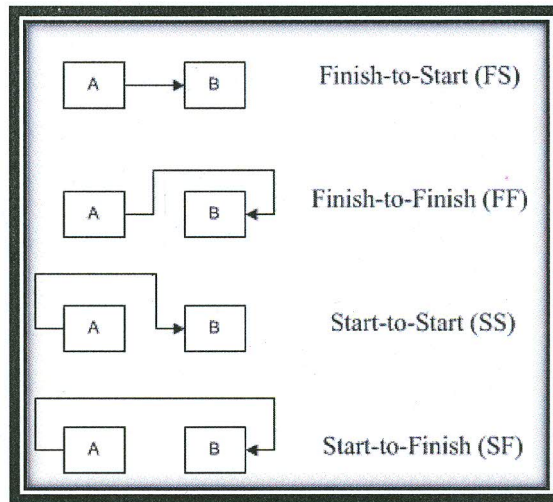 A B Finish-to-Start (FS)
A B Finish-to-Finish (FF)
A B Start-to-Start (SS)
A B Start-to-Finish (SF)